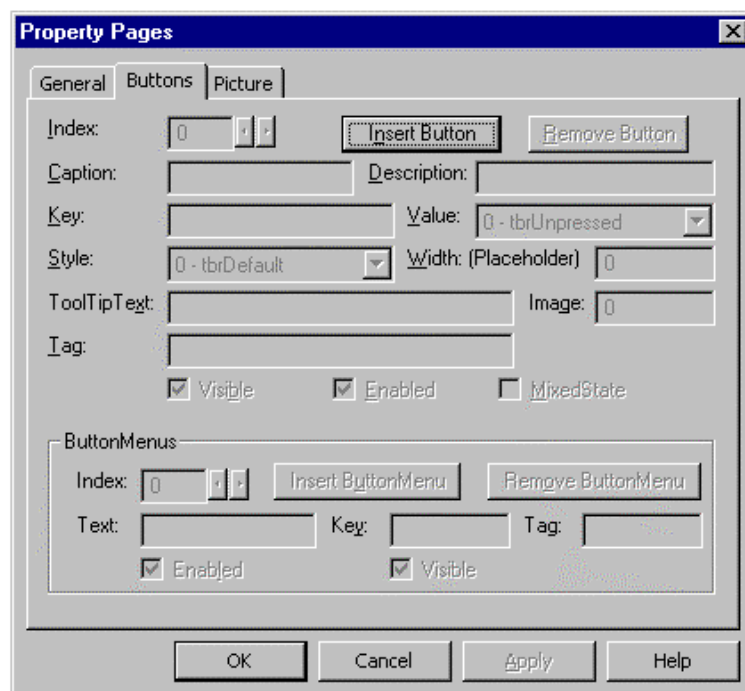 Property Pages
General Buttons Picture
Index: 0 Insert Button Remove Button
Caption: Description:
Key: Value: 0 - tbrUnpressed
Style: 0 - tbrDefault Width: (Placeholder) 0
ToolTipText: Image: 0
Tag:
Visible Enabled MixedState
ButtonMenus
Index: 0 Insert ButtonMenu Remove ButtonMenu
Text: Key: Tag:
Enabled Visible
OK Cancel Apply Help